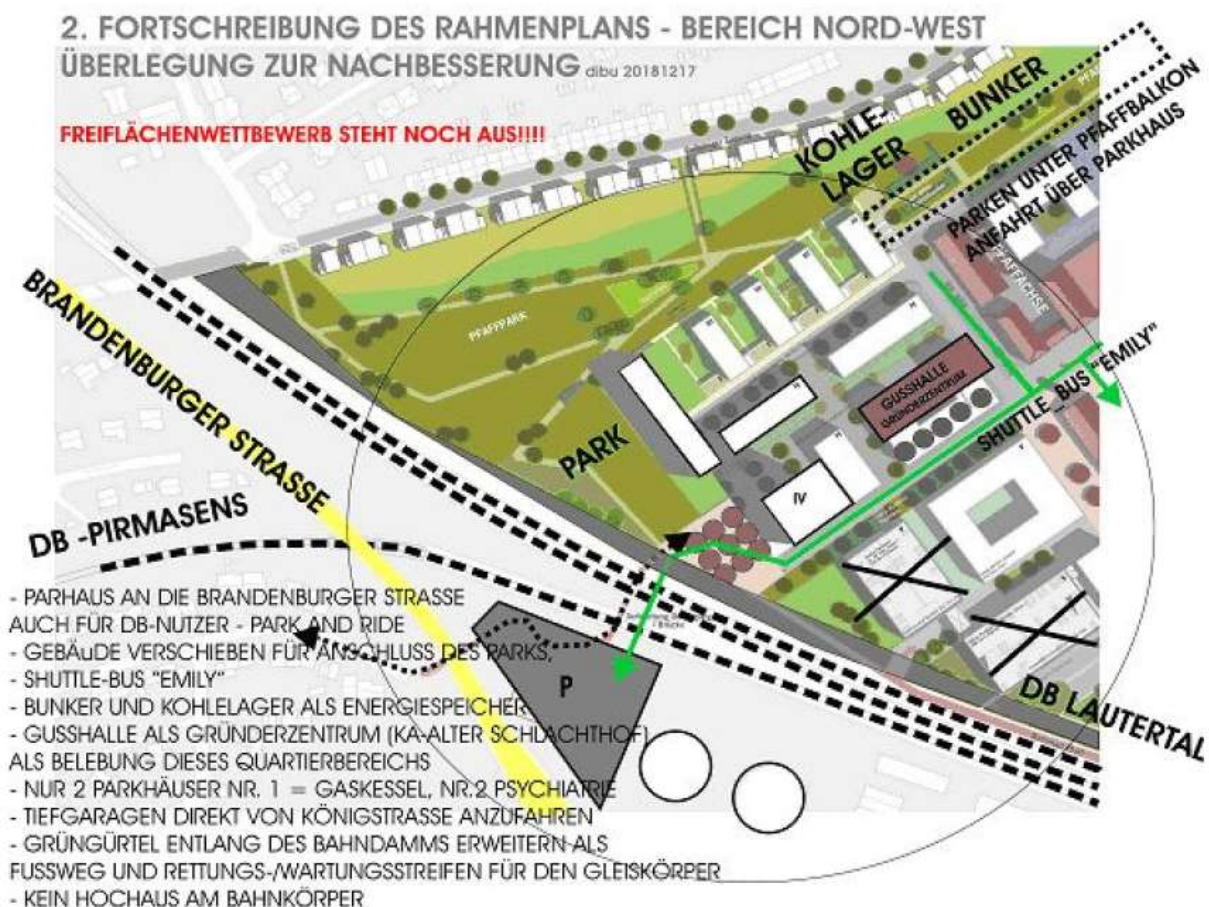 2. FORTSCHREIBUNG DES RAHMENPLANS - BEREICH NORD-WEST
ÜBERLEGUNG ZUR NACHBESSERUNG dibu 20181217
FREIFLÄCHENWETTBEWERB STEHT NOCH AUS!!!!
BUNKER
KOHLE-
LAGER
PARKEN UNTER PFAFFBALKON
ANFAHRT ÜBER PARKHAUS
PFAFFACHSE
PFAFFPARK
BRANDENBURGER STRASSE
GUSSHALLE
GRÜNDERZENTRUM
SHUTTLE_BUS "EMILY"
PARK
IV
DB -PIRMASENS
P
DB LAUTERTAL
- PARHAUS AN DIE BRANDENBURGER STRASSE
AUCH FÜR DB-NUTZER - PARK AND RIDE
- GEBÄuDE VERSCHIEBEN FÜR ANSCHLUSS DES PARKS,
- SHUTTLE-BUS "EMILY"
- BUNKER UND KOHLELAGER ALS ENERGIESPEICHER
- GUSSHALLE ALS GRÜNDERZENTRUM (KA-ALTER SCHLACHTHOF)
ALS BELEBUNG DIESES QUARTIERBEREICHS
- NUR 2 PARKHÄUSER NR. 1 = GASKESSEL, NR.2 PSYCHIATRIE
- TIEFGARAGEN DIREKT VON KÖNIGSTRASSE ANZUFAHREN
- GRÜNGÜRTEL ENTLANG DES BAHNDAMMS ERWEITERN ALS
FUSSWEG UND RETTUNGS-/WARTUNGSSTREIFEN FÜR DEN GLEISKÖRPER
- KEIN HOCHAUS AM BAHNKÖRPER